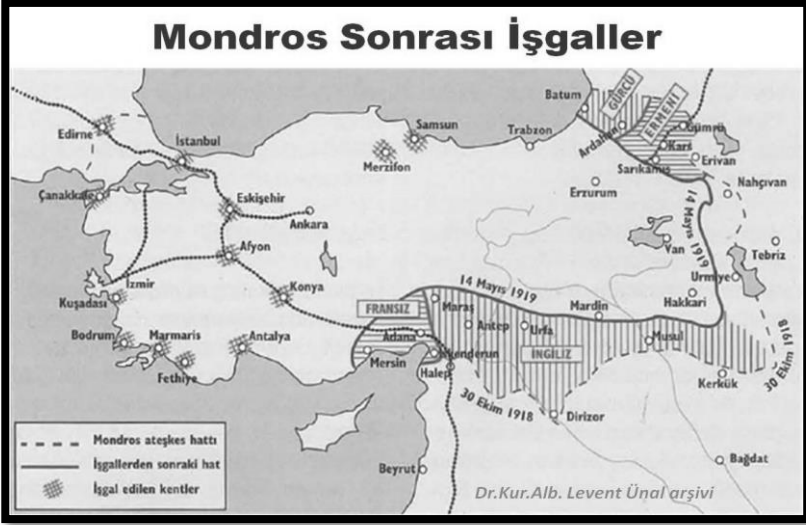 Mondros Sonrası İşgaller
Batum
GÜRCÜ
ERMENİ
Gümrü
Ardahan
Kars
Sarıkamış
Erivan
Edirne
İstanbul
Samsun
Trabzon
Merzifon
Erzurum
Nahçıvan
Çanakkale
Eskişehir
Ankara
14 Mayıs 1919
Van
Tebriz
Urmiye
Afyon
İzmir
Kuşadası
Konya
14 Mayıs 1919
FRANSIZ
Maraş
Mardin
Hakkari
Bodrum
Marmaris
Antalya
Adana
Antep
Urfa
İNGİLİZ
Musul
Fethiye
Mersin
İskenderun
Halep
Kerkük
30 Ekim 1918
30 Ekim 1918
Dirizor
Beyrut
Bağdat
Mondros ateşkes hattı
İşgallerden sonraki hat
İşgal edilen kentler
Dr.Kur.Alb. Levent Ünal arşivi